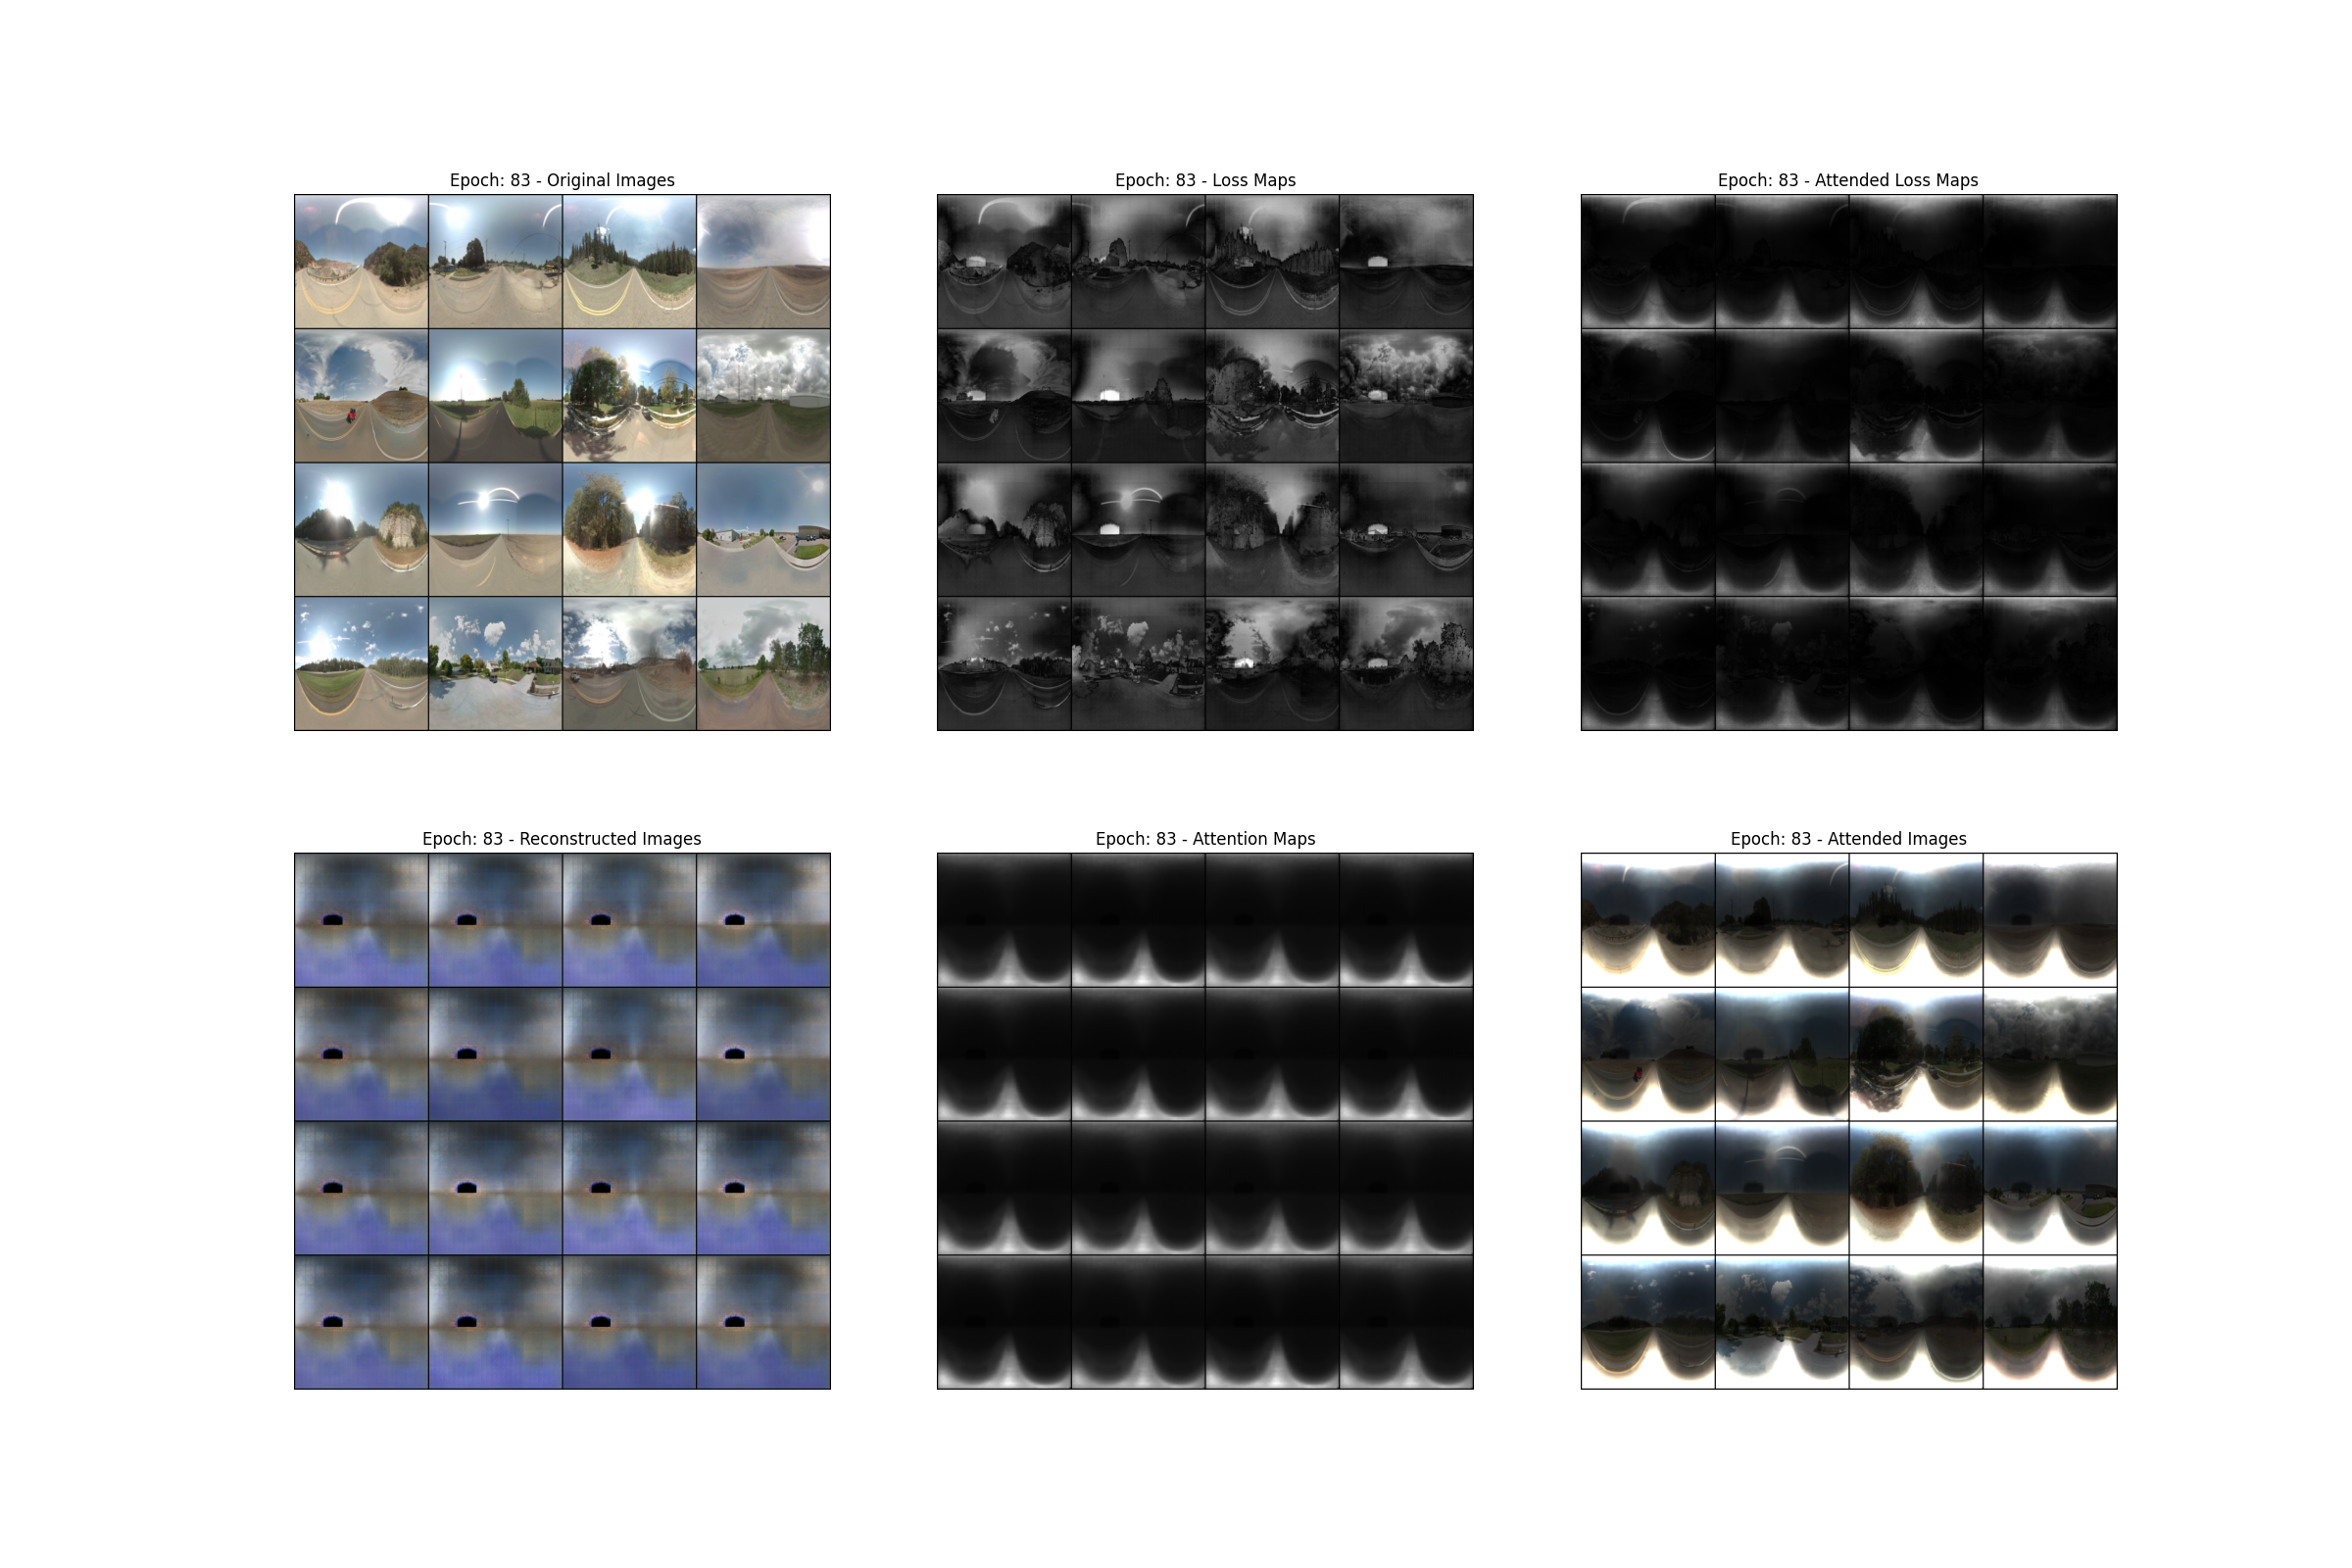 Epoch: 83 - Original Images
Epoch: 83 - Loss Maps
Epoch: 83 - Attended Loss Maps
Epoch: 83 - Reconstructed Images
Epoch: 83 - Attention Maps
Epoch: 83 - Attended Images